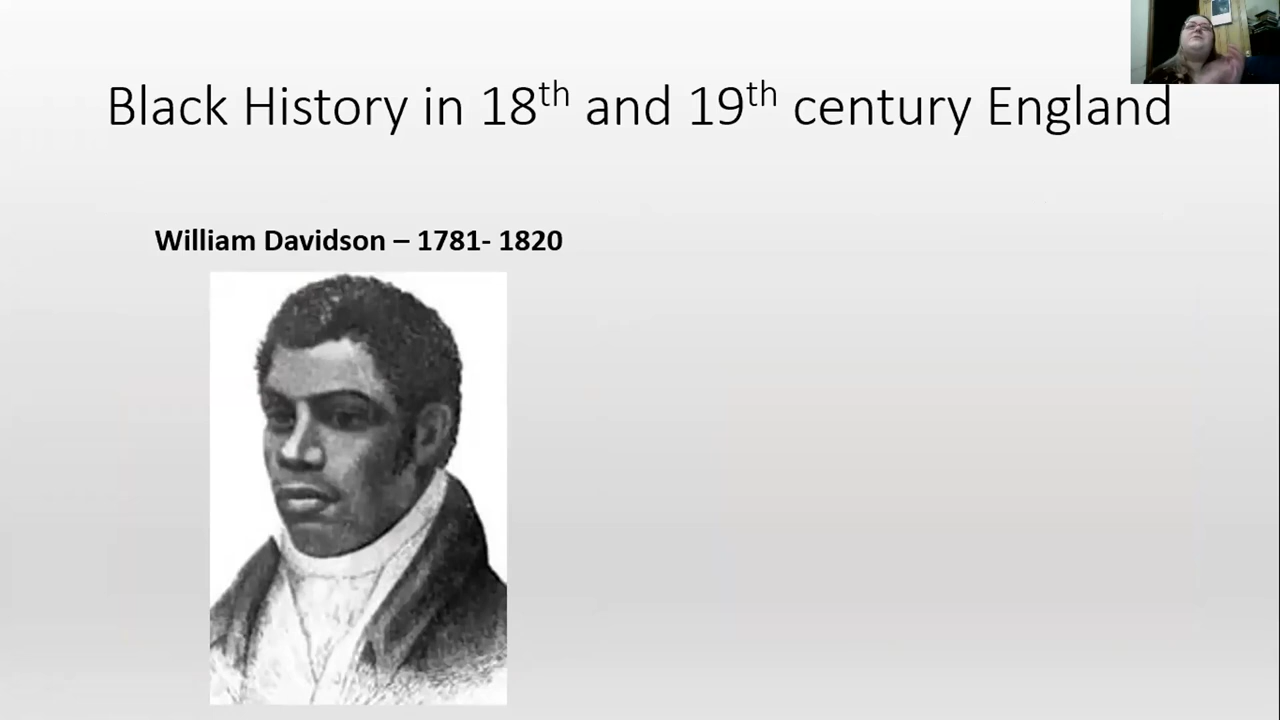 Black History in 18th and 19th century England
William Davidson – 1781- 1820